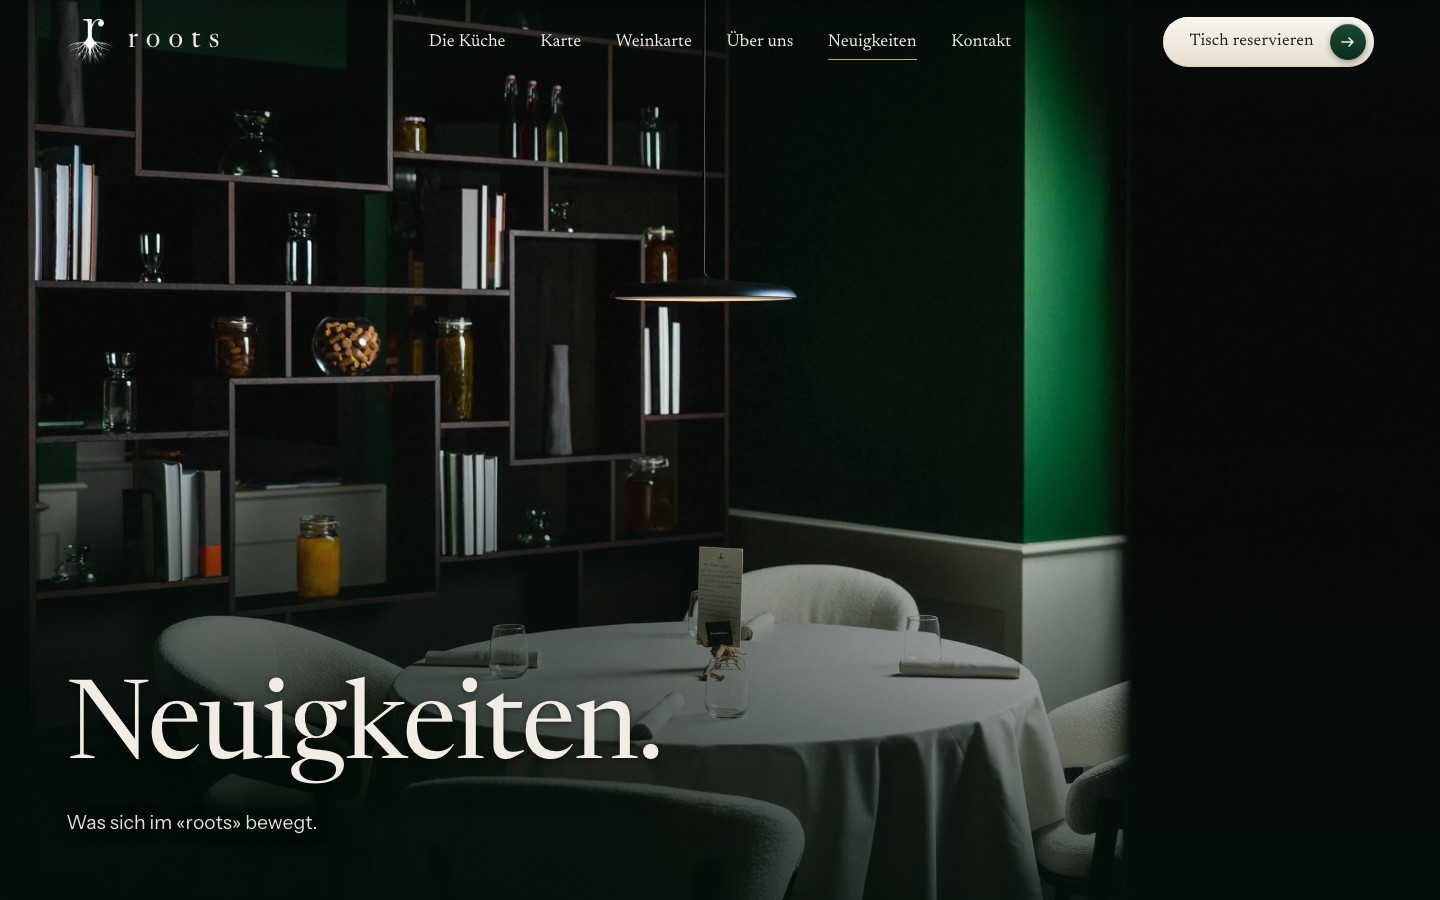 r roots
Die Küche Karte Weinkarte Über uns Neuigkeiten Kontakt
Tisch reservieren →
Neuigkeiten.
Was sich im «roots» bewegt.